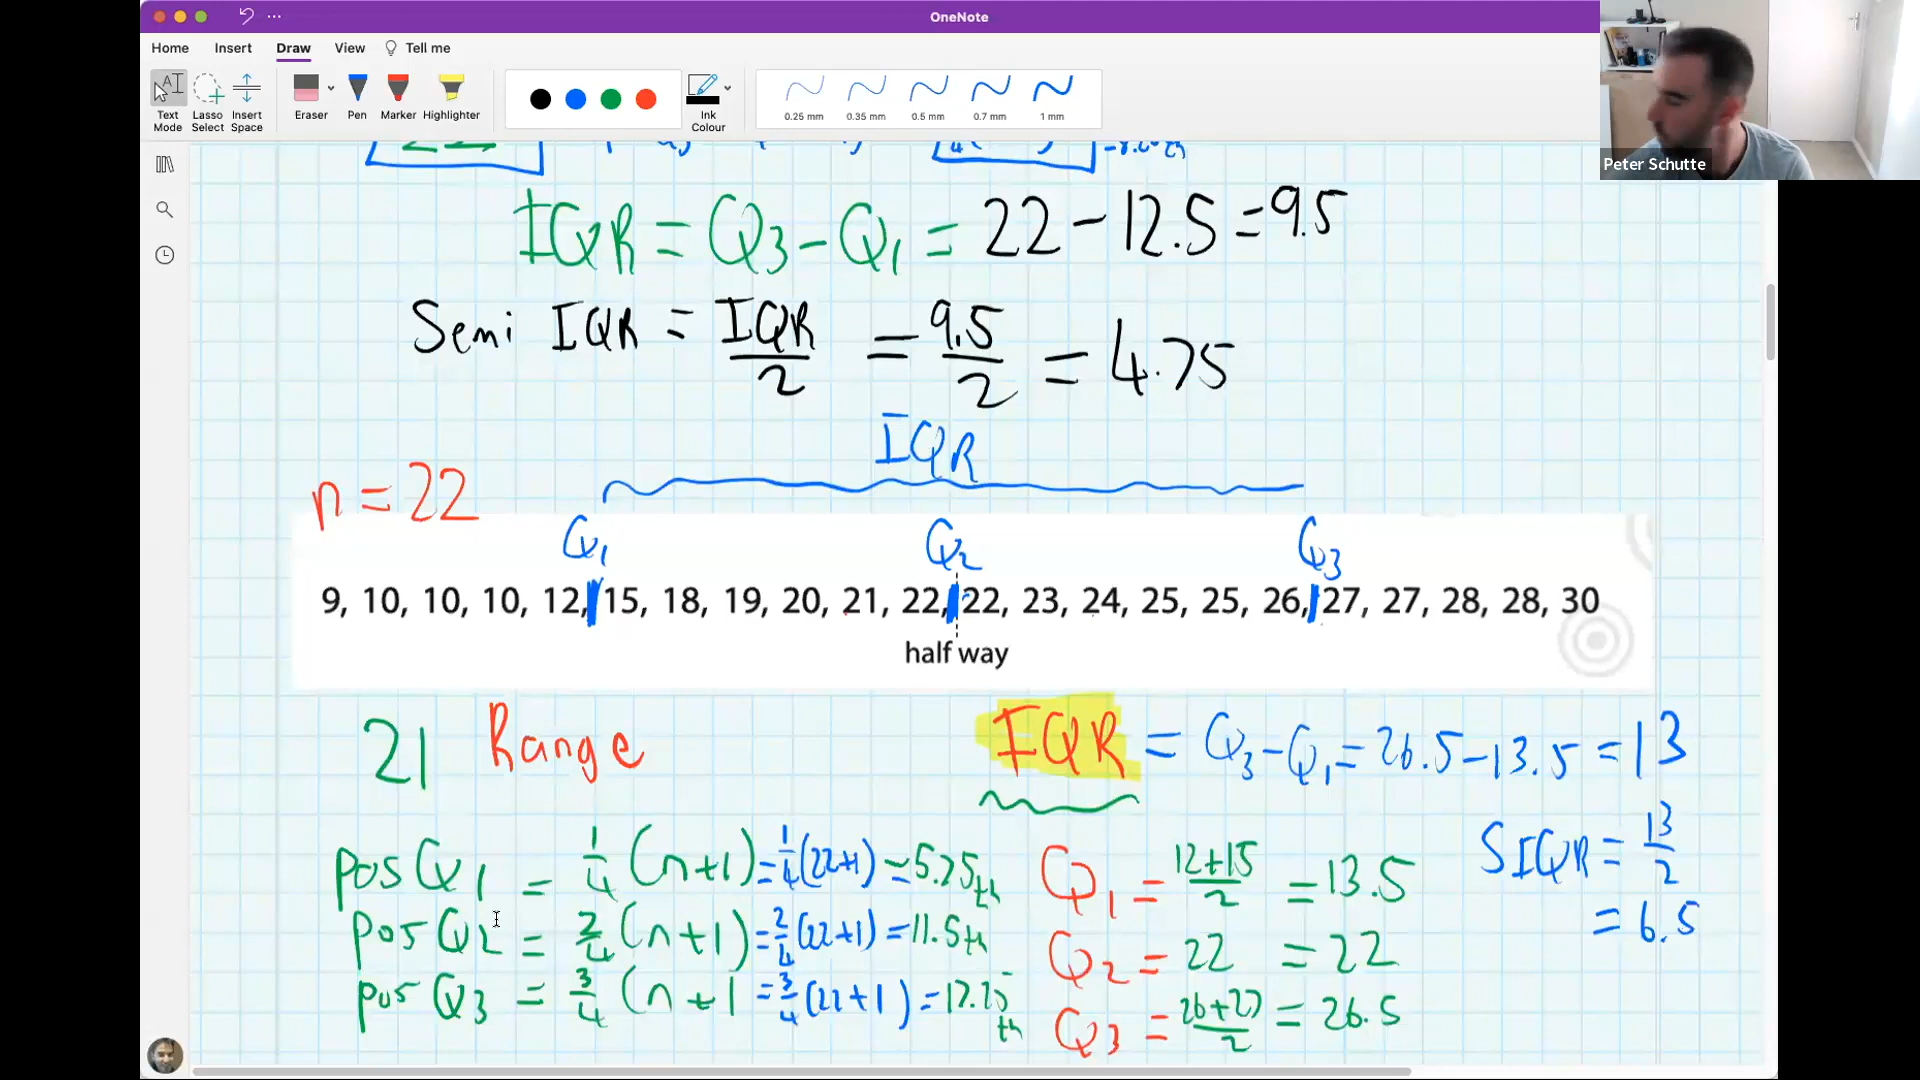 OneNote
Home Insert Draw View Tell me
Text Mode
Lasso Select
Insert Space
Eraser
Pen
Marker
Highlighter
Ink Colour
0.25 mm 0.35 mm 0.5 mm 0.7 mm 1 mm
Peter Schutte
IQR = Q3 - Q1 = 22 - 12.5 = 9.5
Semi IQR = IQR/2 = 9.5/2 = 4.75
IQR
n = 22
Q1 Q2 Q3
9, 10, 10, 10, 12, 15, 18, 19, 20, 21, 22, 22, 23, 24, 25, 25, 26, 27, 27, 28, 28, 30
half way
21 Range
IQR = Q3 - Q1 = 26.5 - 13.5 = 13
SIQR = 13/2
= 6.5
pos Q1 = 1/4 (n+1) = 1/4 (22+1) = 5.75th
Q1 = 12+15/2 = 13.5
pos Q2 = 2/4 (n+1) = 2/4 (22+1) = 11.5th
Q2 = 22 = 22
pos Q3 = 3/4 (n+1 = 3/4 (22+1) = 17.25th
Q3 = 26+27/2 = 26.5